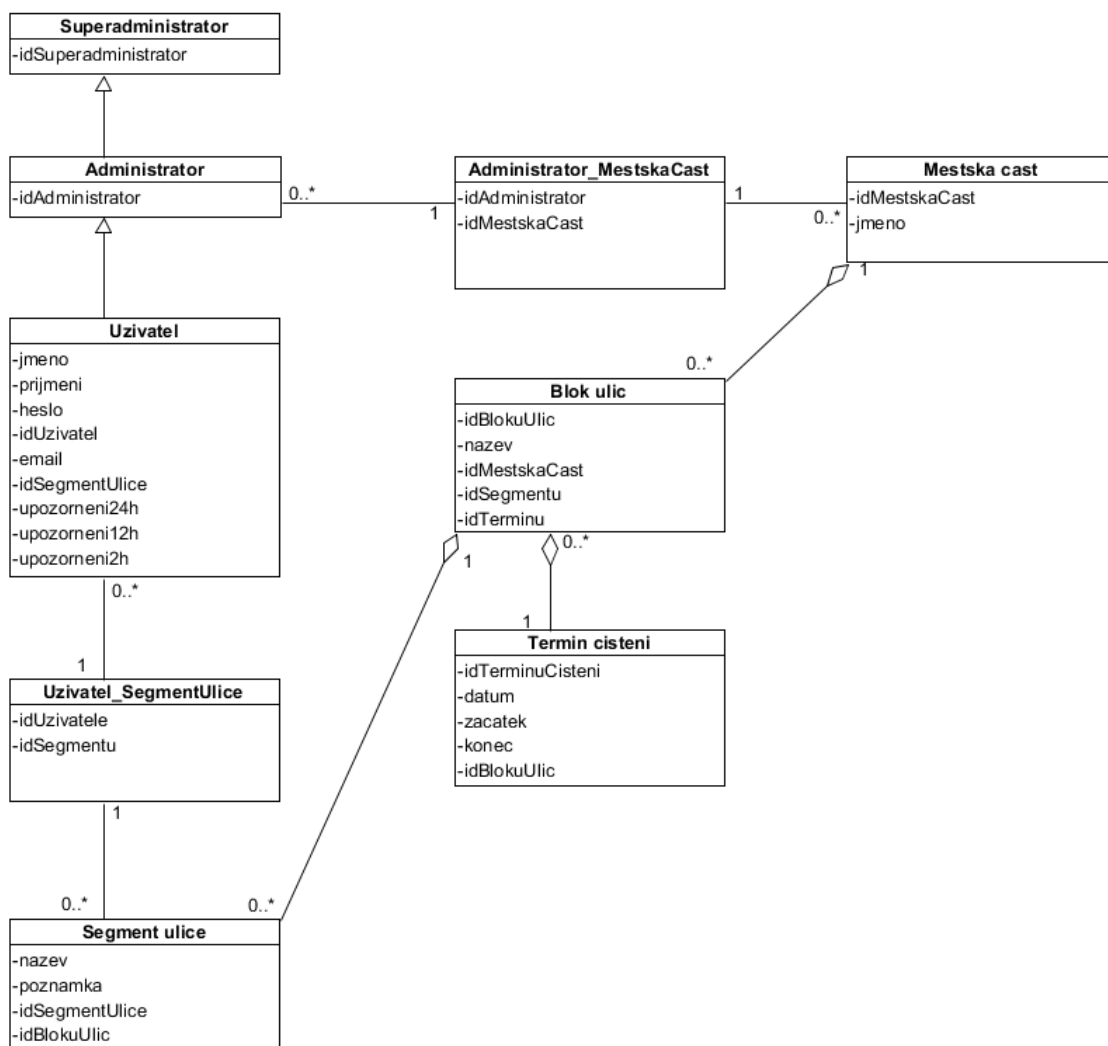 Superadministrator
-idSuperadministrator
Administrator
-idAdministrator
0..*
1
Administrator_MestskaCast
-idAdministrator
-idMestskaCast
1
0..*
Mestska cast
-idMestskaCast
-jmeno
1
0..*
Uzivatel
-jmeno
-prijmeni
-heslo
-idUzivatel
-email
-idSegmentUlice
-upozorneni24h
-upozorneni12h
-upozorneni2h
0..*
1
Blok ulic
-idBlokuUlic
-nazev
-idMestskaCast
-idSegmentu
-idTerminu
1
0..*
1
Termin cisteni
-idTerminuCisteni
-datum
-zacatek
-konec
-idBlokuUlic
Uzivatel_SegmentUlice
-idUzivatele
-idSegmentu
1
0..*
0..*
Segment ulice
-nazev
-poznamka
-idSegmentUlice
-idBlokuUlic